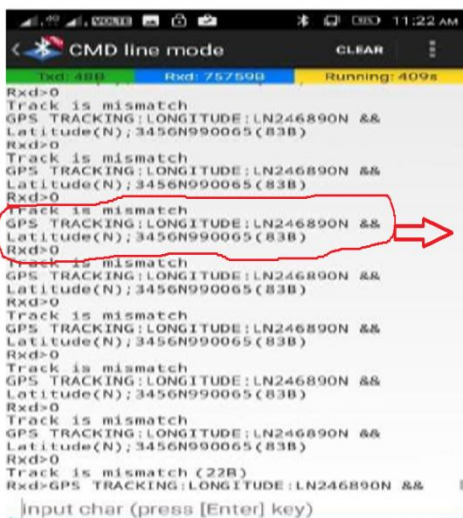 11:22 AM
CMD line mode
CLEAR
Txd: 48B Rxd: 75759B Running: 409s
Rxd>0
Track is mismatch
GPS TRACKING:LONGITUDE:LN246890N &&
Latitude(N);3456N990065(83B)
Rxd>0
Track is mismatch
GPS TRACKING:LONGITUDE:LN246890N &&
Latitude(N);3456N990065(83B)
Rxd>0
Track is mismatch
GPS TRACKING:LONGITUDE:LN246890N &&
Latitude(N);3456N990065(83B)
Rxd>0
Track is mismatch
GPS TRACKING:LONGITUDE:LN246890N &&
Latitude(N);3456N990065(83B)
Rxd>0
Track is mismatch
GPS TRACKING:LONGITUDE:LN246890N &&
Latitude(N);3456N990065(83B)
Rxd>0
Track is mismatch
GPS TRACKING:LONGITUDE:LN246890N &&
Latitude(N);3456N990065(83B)
Rxd>0
Track is mismatch
GPS TRACKING:LONGITUDE:LN246890N &&
Latitude(N);3456N990065(83B)
Rxd>0
Track is mismatch(22B)
Rxd>GPS TRACKING:LONGITUDE:LN246890N &&
input char (press [Enter] key)